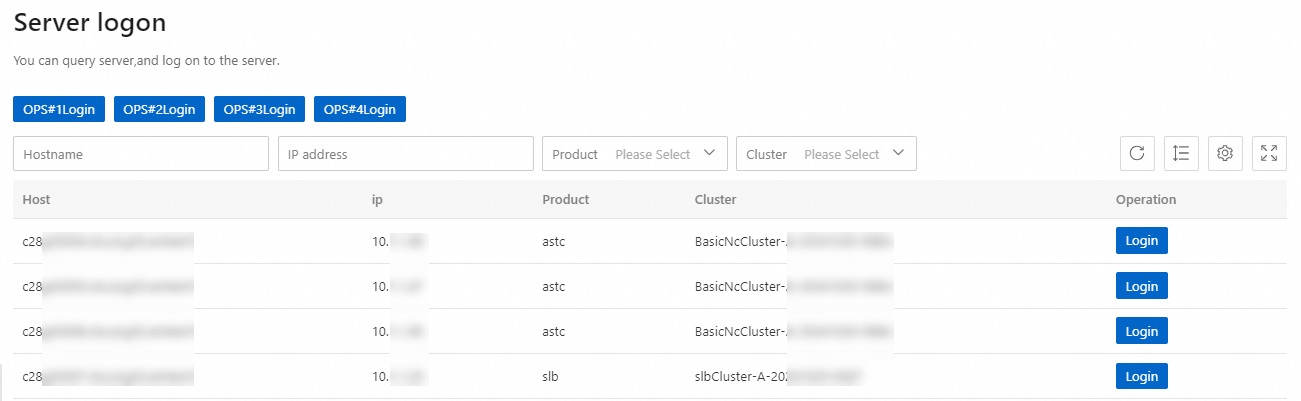 Server logon
You can query server,and log on to the server.
OPS#1Login OPS#2Login OPS#3Login OPS#4Login
Hostname IP address Product Please Select Cluster Please Select
Host ip Product Cluster Operation
c28 10. astc BasicNcCluster- Login
c28 10. astc BasicNcCluster- Login
c28 10. astc BasicNcCluster- Login
c28 10. slb slbCluster-A-202 Login